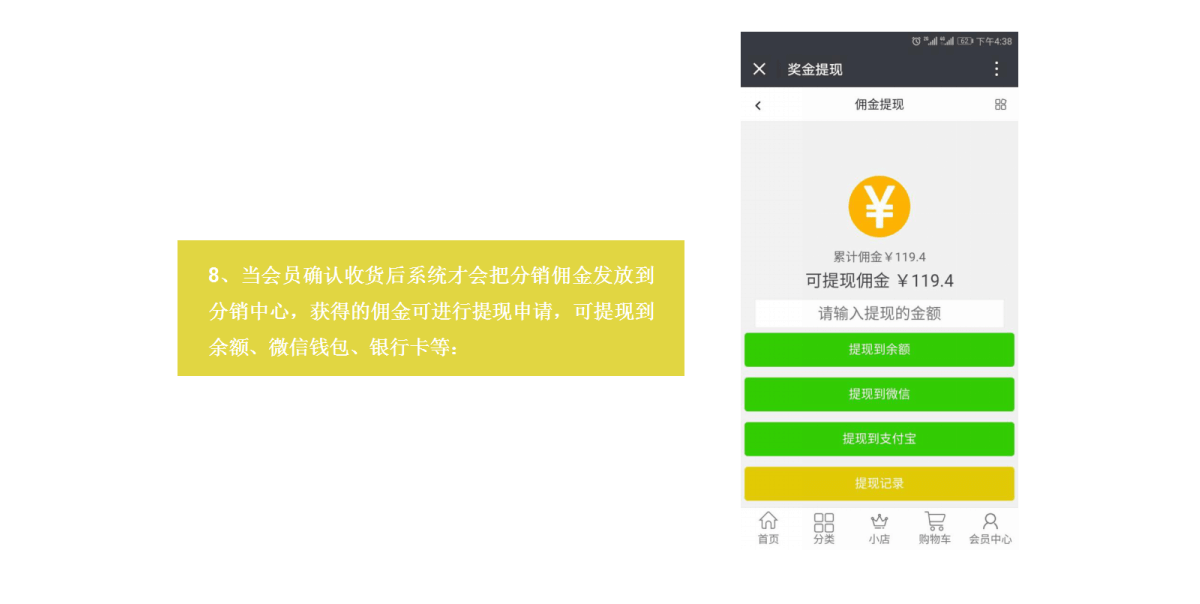 8、当会员确认收货后系统才会把分销佣金发放到
分销中心，获得的佣金可进行提现申请，可提现到
余额、微信钱包、银行卡等：
62 下午4:38
奖金提现
佣金提现
¥
累计佣金￥119.4
可提现佣金 ￥119.4
请输入提现的金额
提现到余额
提现到微信
提现到支付宝
提现记录
首页 分类 小店 购物车 会员中心